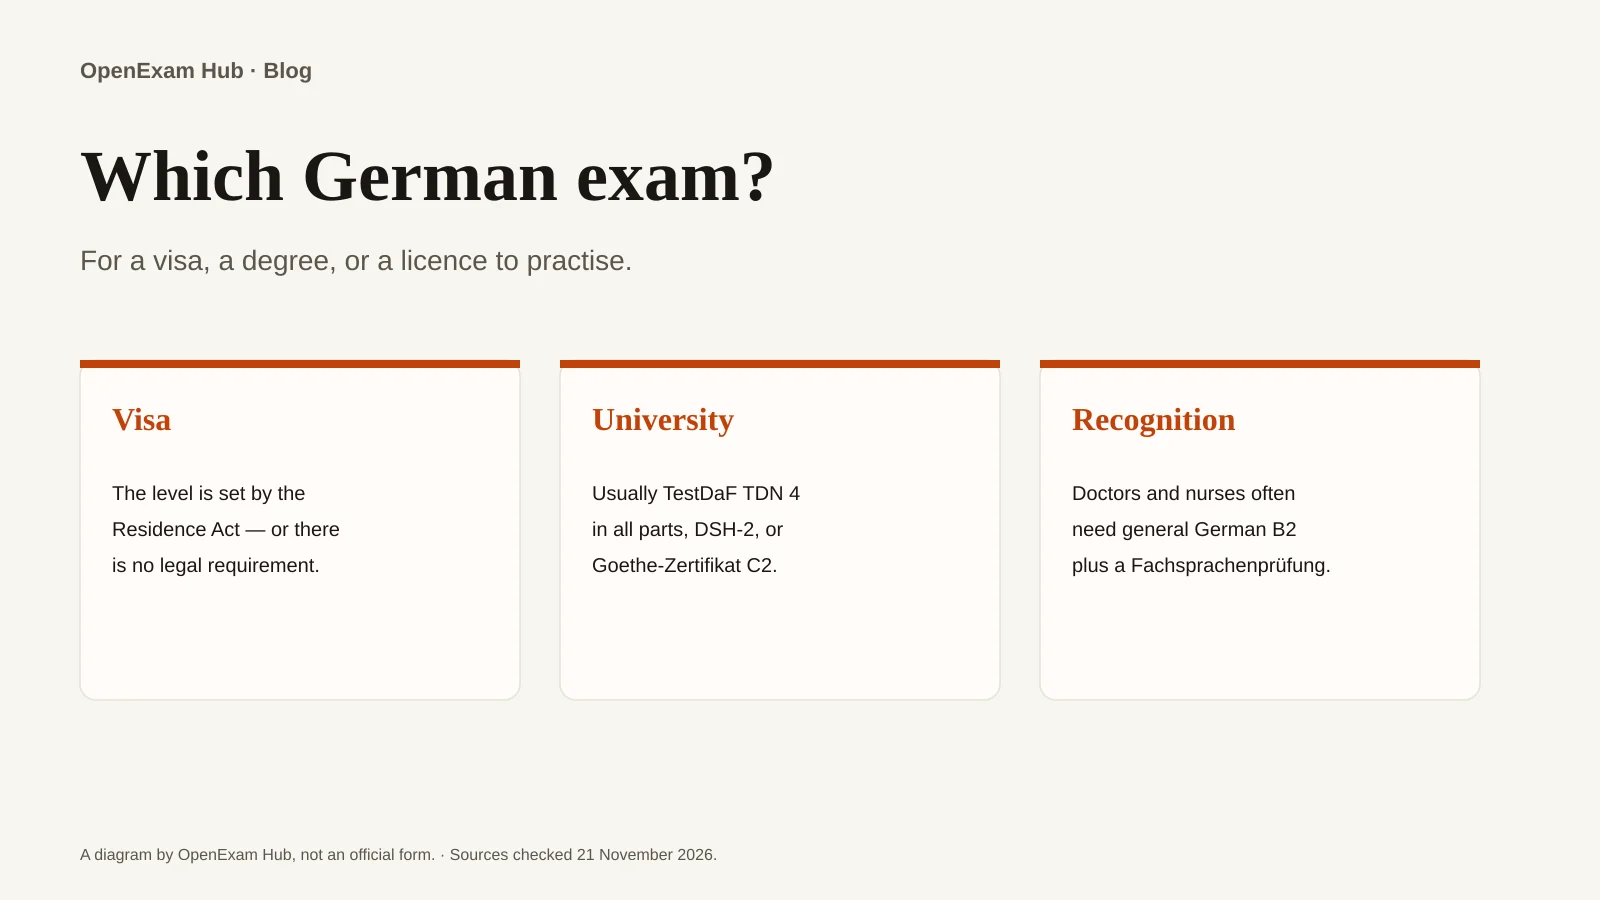 OpenExam Hub · Blog
Which German exam?
For a visa, a degree, or a licence to practise.
Visa
The level is set by the
Residence Act — or there
is no legal requirement.
University
Usually TestDaF TDN 4
in all parts, DSH-2, or
Goethe-Zertifikat C2.
Recognition
Doctors and nurses often
need general German B2
plus a Fachsprachenprüfung.
A diagram by OpenExam Hub, not an official form. · Sources checked 21 November 2026.